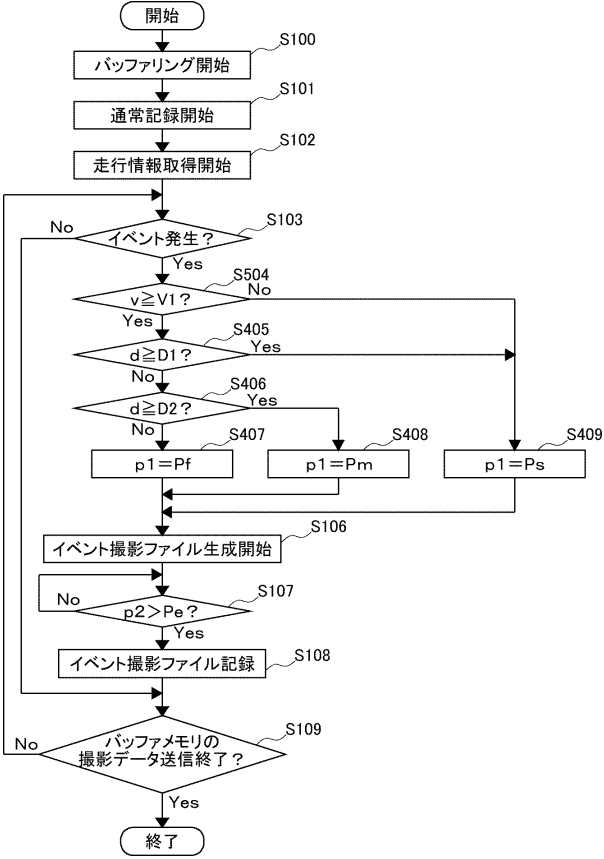 開始
S100
バッファリング開始
S101
通常記録開始
S102
走行情報取得開始
S103
No
イベント発生？
Yes
S504
No
v≧V1？
Yes
S405
Yes
d≧D1？
No
S406
Yes
d≧D2？
No
S407
S408
S409
p1＝Pf
p1＝Pm
p1＝Ps
S106
イベント撮影ファイル生成開始
S107
No
p2＞Pe？
Yes
S108
イベント撮影ファイル記録
S109
No
バッファメモリの
撮影データ送信終了？
Yes
終了